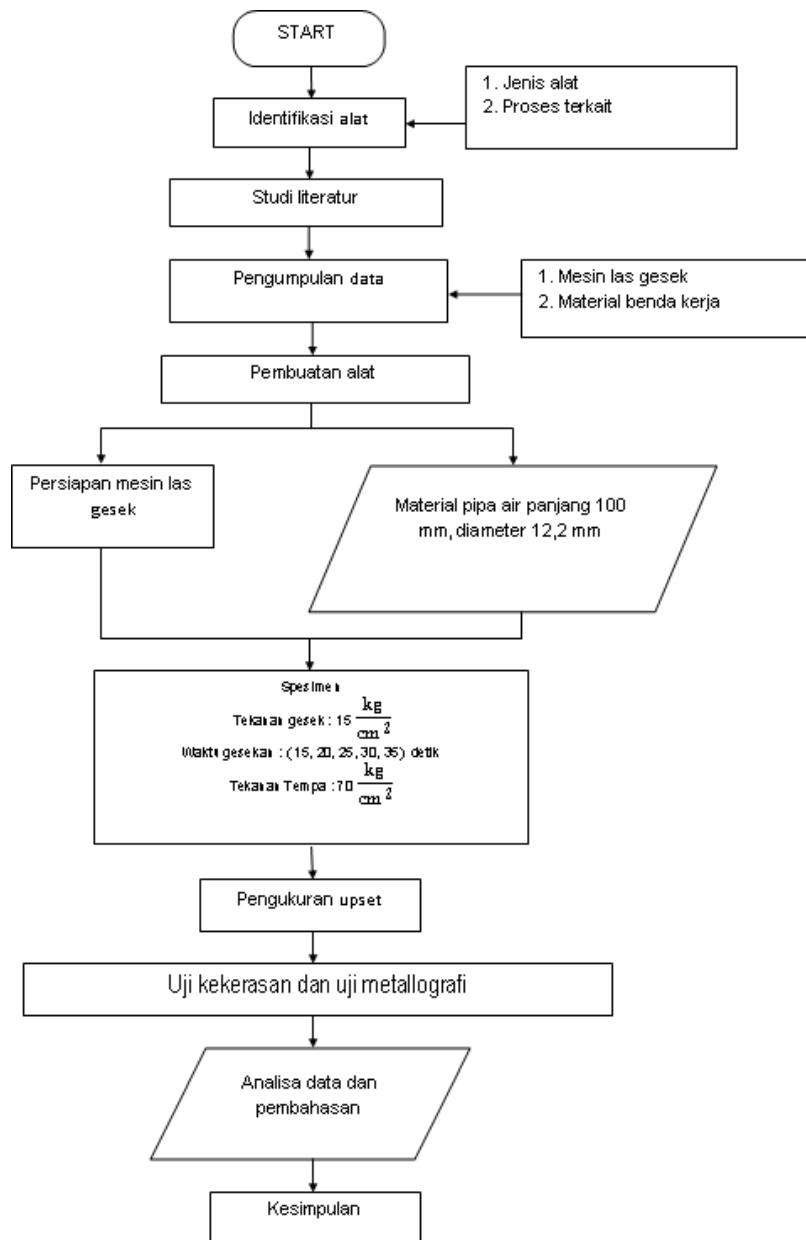 START
1. Jenis alat
2. Proses terkait
Identifikasi alat
Studi literatur
Pengumpulan data
1. Mesin las gesek
2. Material benda kerja
Pembuatan alat
Persiapan mesin las
gesek
Material pipa air panjang 100
mm, diameter 12,2 mm
Spesimen
Tekanan gesek : 15 kg/cm²
Waktu gesekan : (15, 20, 25, 30, 35) detik
Tekanan Tempa : 70 kg/cm²
Pengukuran upset
Uji kekerasan dan uji metallografi
Analisa data dan
pembahasan
Kesimpulan